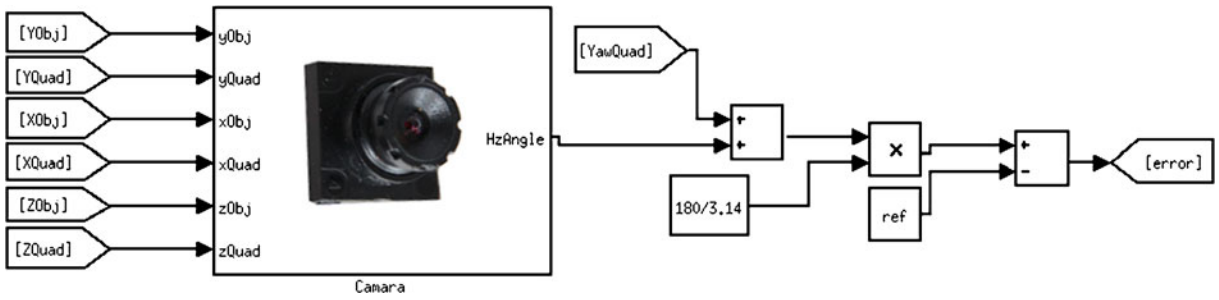 [YObj]
yObj
[YQuad]
yQuad
[XObj]
xObj
[XQuad]
xQuad
[ZObj]
zObj
[ZQuad]
zQuad
HzAngle
Camara
[YawQuad]
+
+
180/3.14
×
ref
+
-
[error]